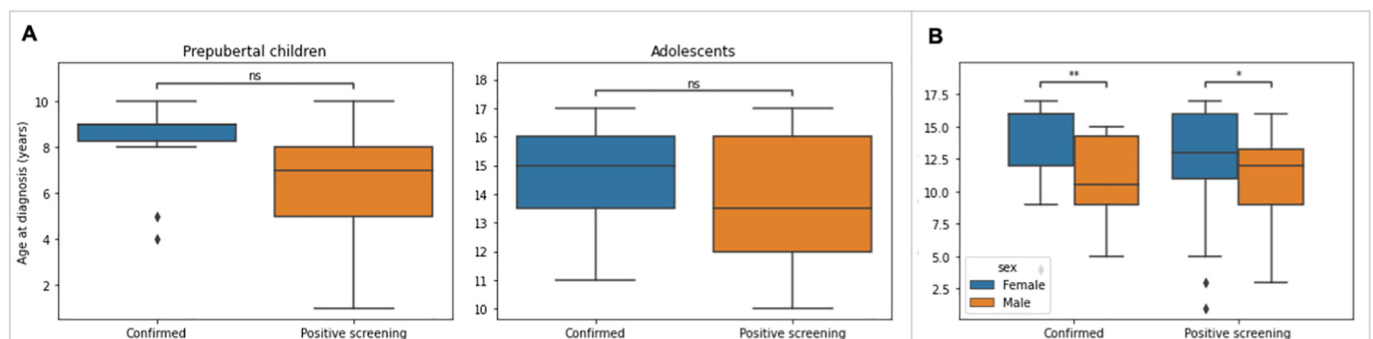 A
Prepubertal children
ns
10
8
6
4
2
Age at diagnosis (years)
Confirmed
Positive screening
Adolescents
ns
18
17
16
15
14
13
12
11
10
Confirmed
Positive screening
B
**
*
17.5
15.0
12.5
10.0
7.5
5.0
2.5
sex
Female
Male
Confirmed
Positive screening